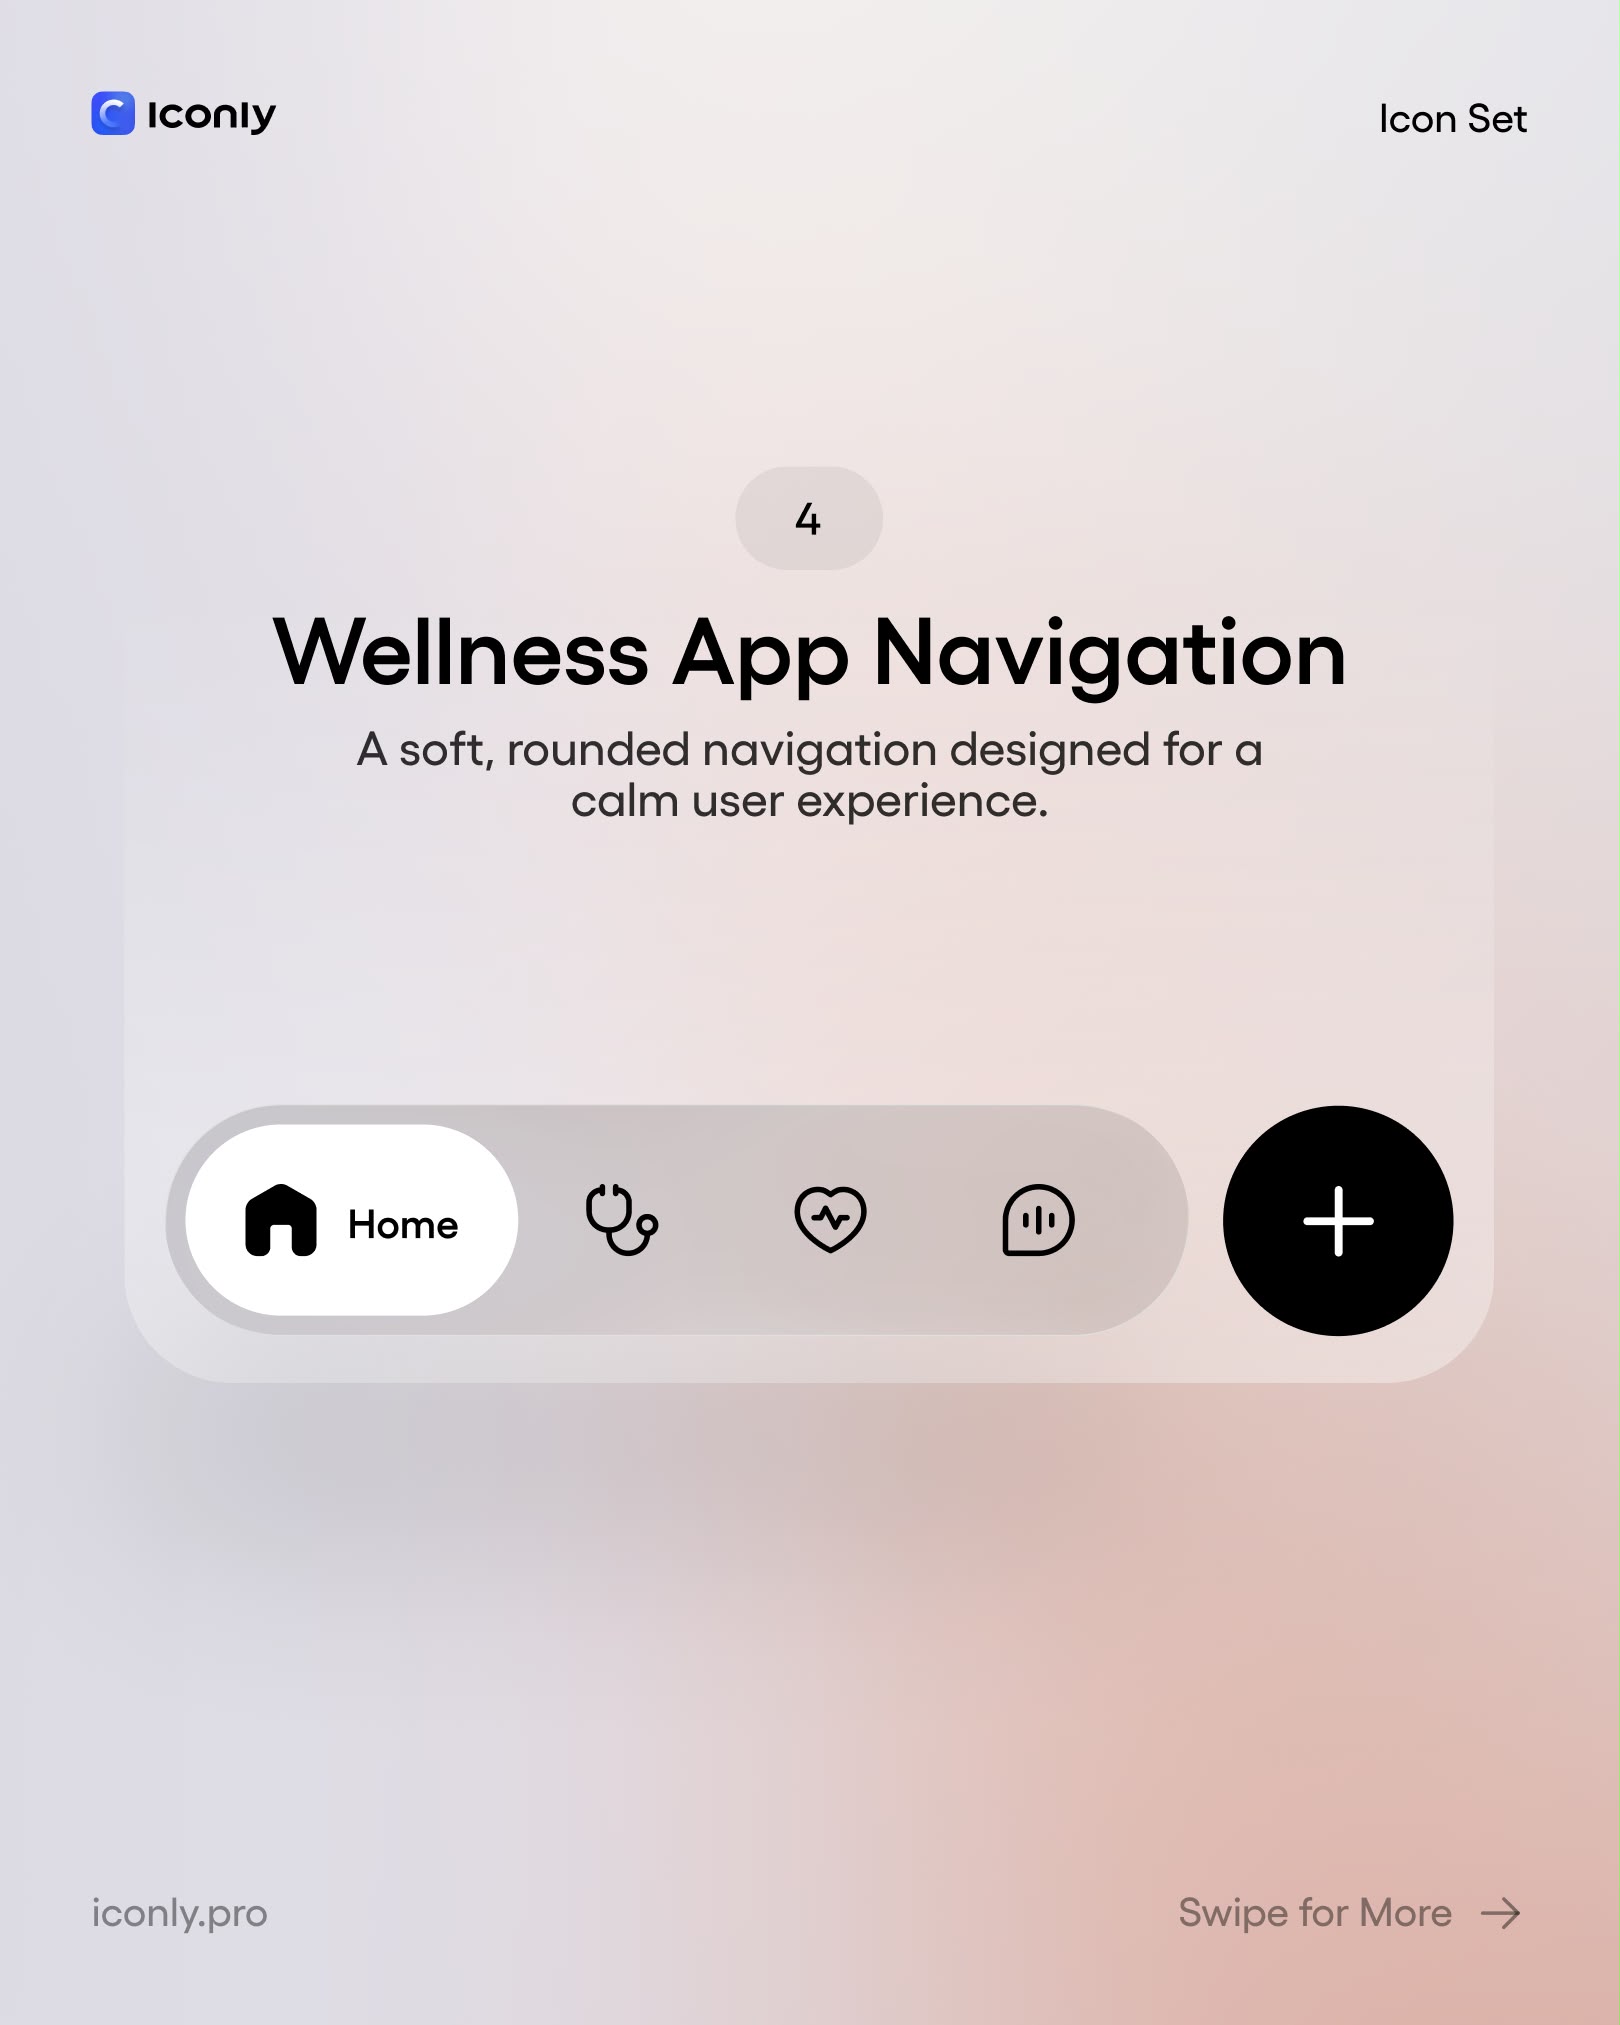 Iconly
Icon Set
4
Wellness App Navigation
A soft, rounded navigation designed for a
calm user experience.
Home
iconly.pro
Swipe for More